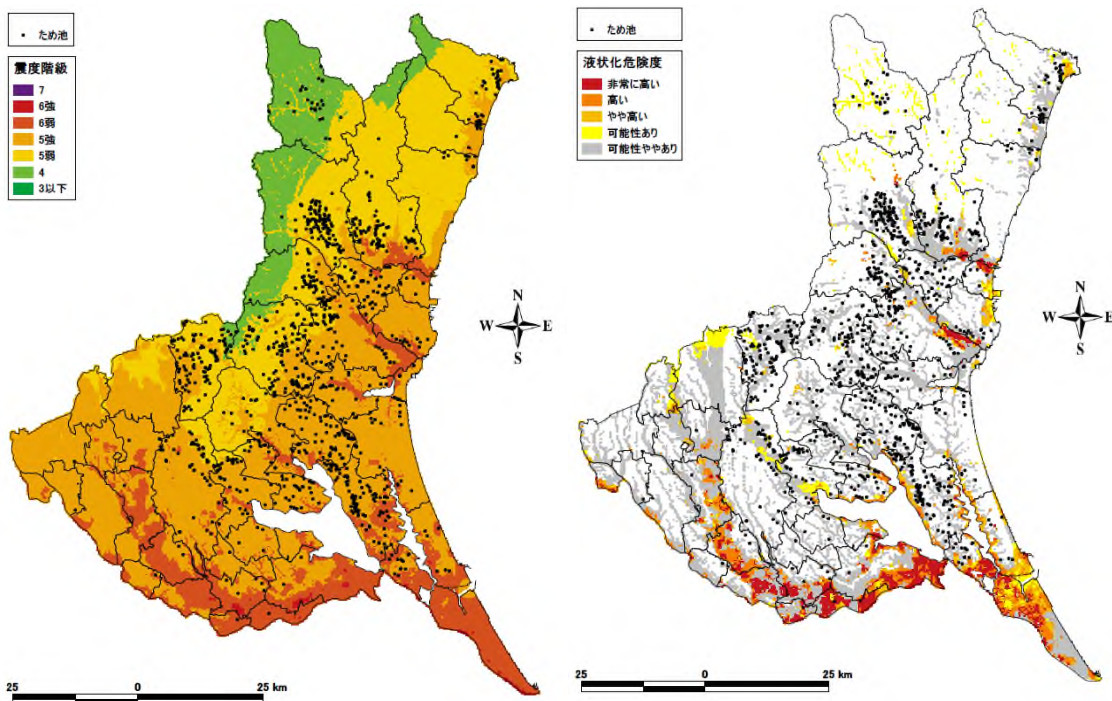 ため池
震度階級
7
6強
6弱
5強
5弱
4
3以下
N
W E
S
25 0 25 km
ため池
液状化危険度
非常に高い
高い
やや高い
可能性あり
可能性ややあり
N
W E
S
25 0 25 km